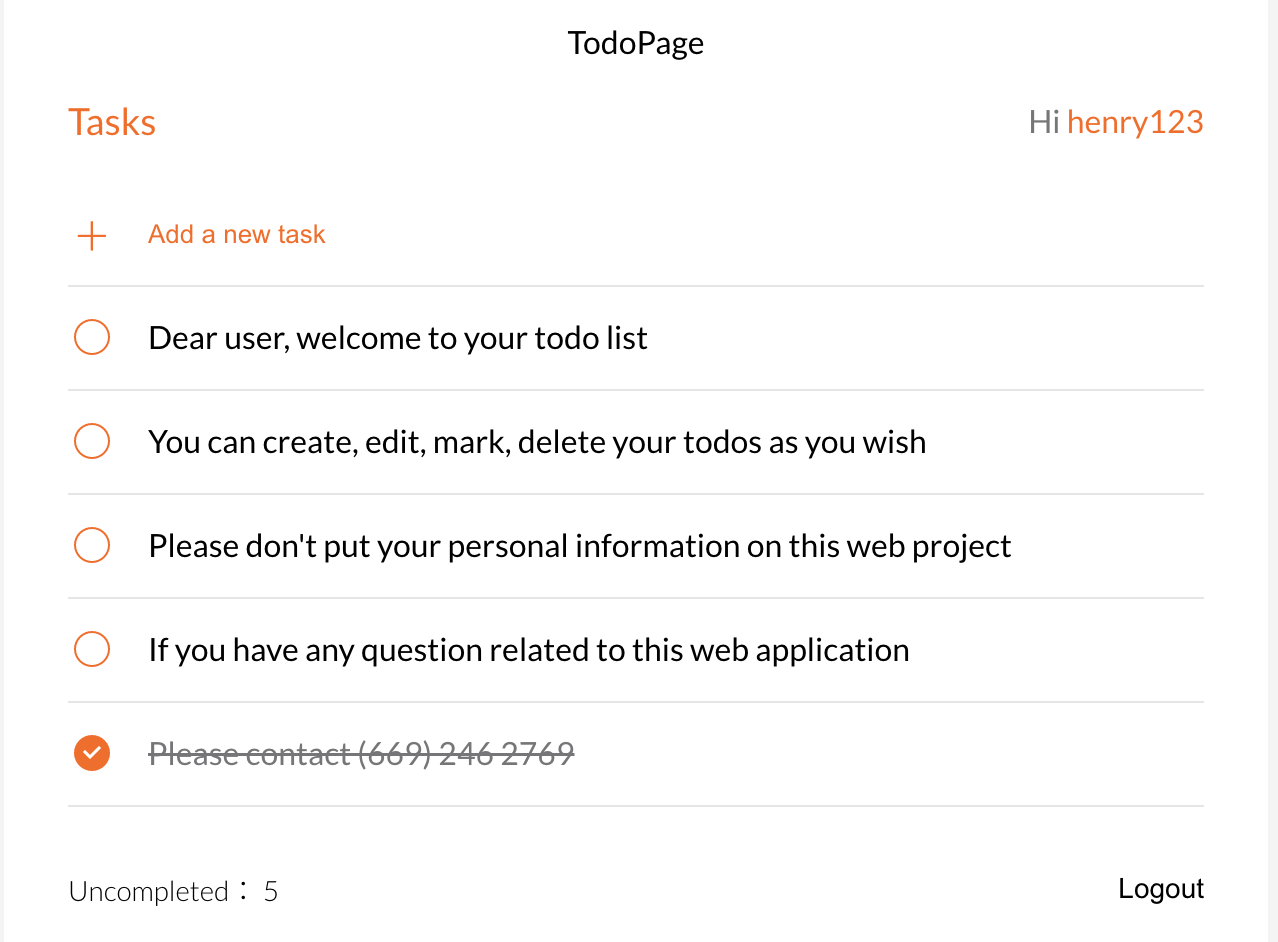 TodoPage
Tasks
Hi henry123
Add a new task
Dear user, welcome to your todo list
You can create, edit, mark, delete your todos as you wish
Please don't put your personal information on this web project
If you have any question related to this web application
Please contact (669) 246 2769
Uncompleted： 5
Logout